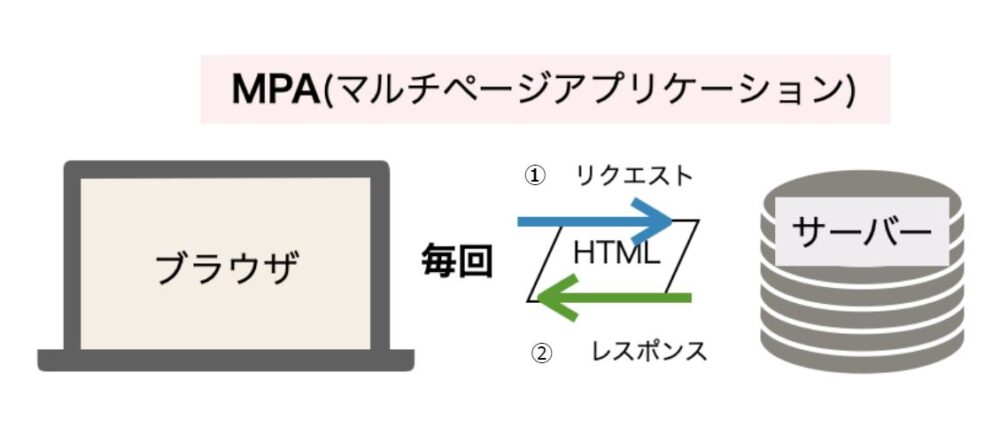 MPA(マルチページアプリケーション)
① リクエスト
ブラウザ
毎回
HTML
サーバー
② レスポンス